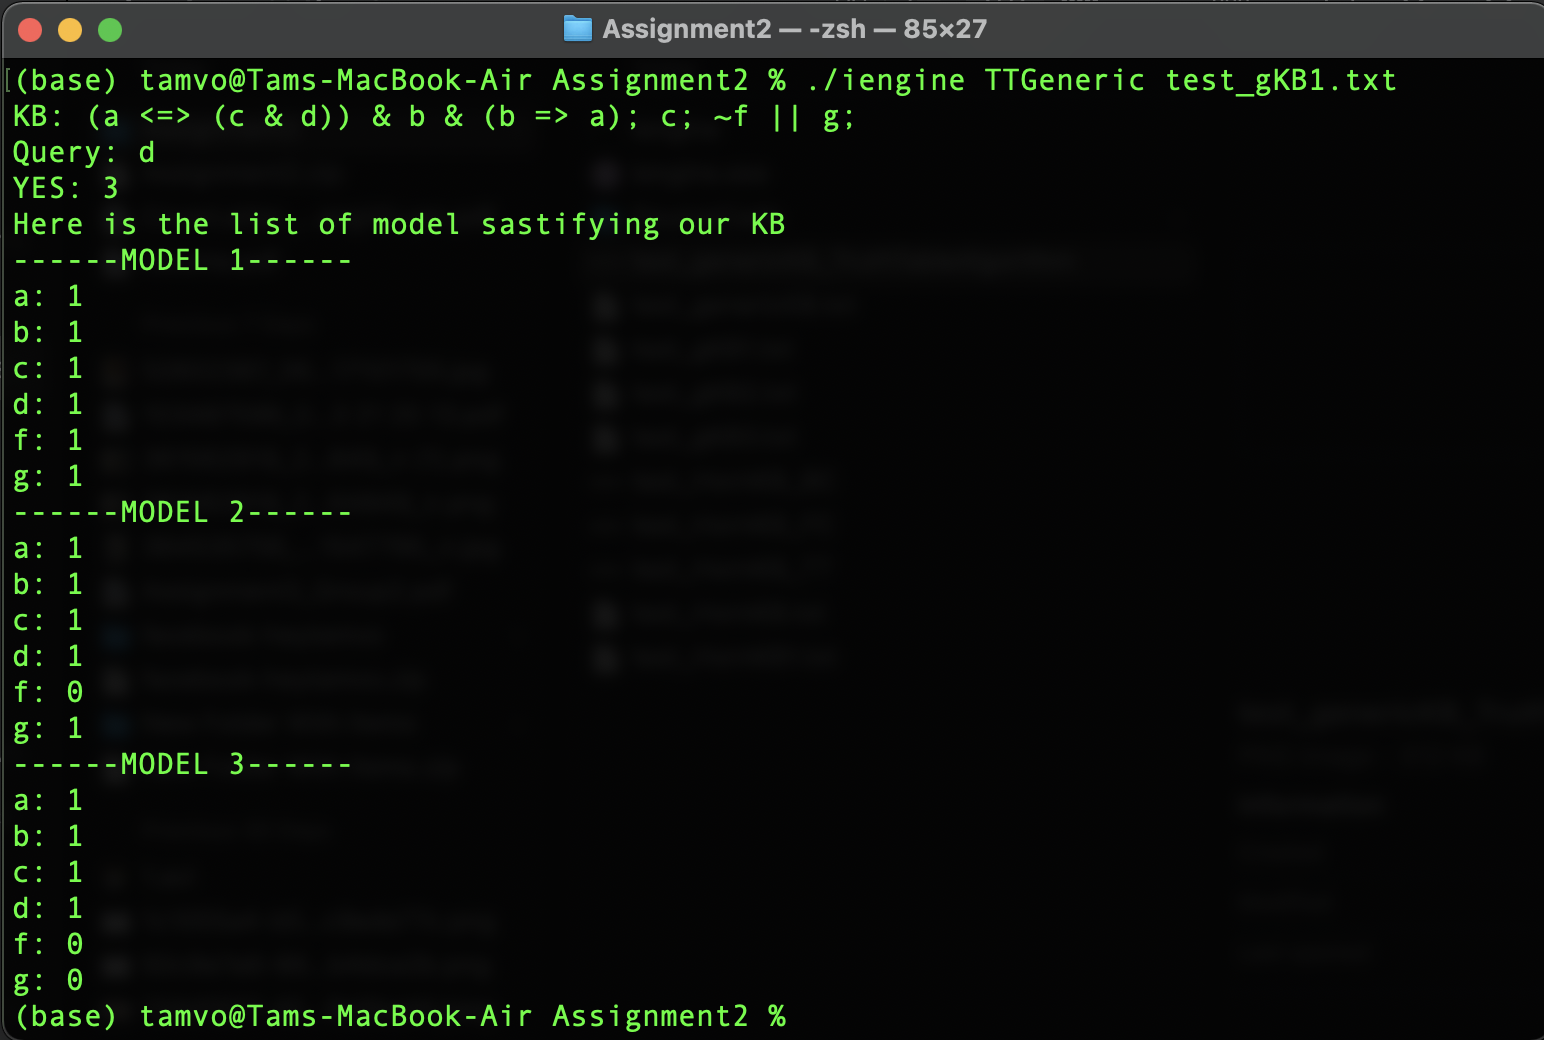 Assignment2 — -zsh — 85×27
(base) tamvo@Tams-MacBook-Air Assignment2 % ./iengine TTGeneric test_gKB1.txt
KB: (a <=> (c & d)) & b & (b => a); c; ~f || g;
Query: d
YES: 3
Here is the list of model sastifying our KB
------MODEL 1------
a: 1
b: 1
c: 1
d: 1
f: 1
g: 1
------MODEL 2------
a: 1
b: 1
c: 1
d: 1
f: 0
g: 1
------MODEL 3------
a: 1
b: 1
c: 1
d: 1
f: 0
g: 0
(base) tamvo@Tams-MacBook-Air Assignment2 %